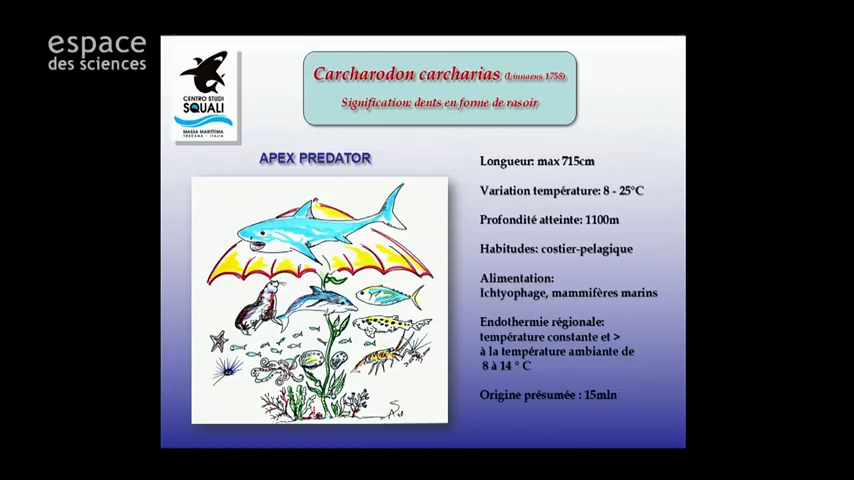 espace
des sciences
CENTRO STUDI
SQUALI
MASSA MARITTIMA
TOSCANA - ITALIA
Carcharodon carcharias (Linnaeus 1758)
Signification: dents en forme de rasoir
APEX PREDATOR
Longueur: max 715cm
Variation température: 8 - 25°C
Profondité atteinte: 1100m
Habitudes: costier-pelagique
Alimentation:
Ichtyophage, mammifères marins
Endothermie régionale:
température constante et >
à la température ambiante de
8 à 14 ° C
Origine présumée : 15mln